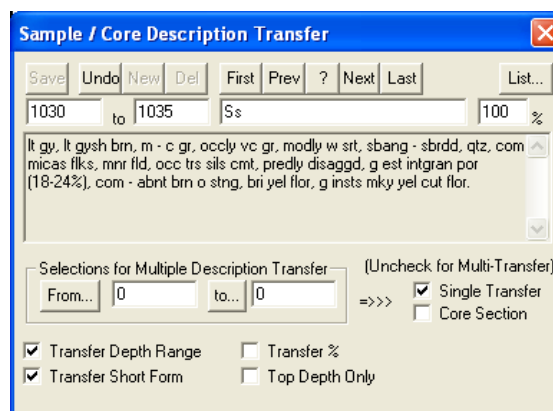 Sample / Core Description Transfer
Save Undo New Del First Prev ? Next Last List...
1030 to 1035 Ss 100 %
lt gy, lt gysh brn, m - c gr, occly vc gr, modly w srt, sbang - sbrdd, qtz, com
micas flks, mnr fld, occ trs sils cmt, predly disaggd, g est intgran por
(18-24%), com - abnt brn o stng, bri yel flor, g insts mky yel cut flor.
Selections for Multiple Description Transfer (Uncheck for Multi-Transfer)
From... 0 to... 0 =>>> Single Transfer
Core Section
Transfer Depth Range Transfer %
Transfer Short Form Top Depth Only